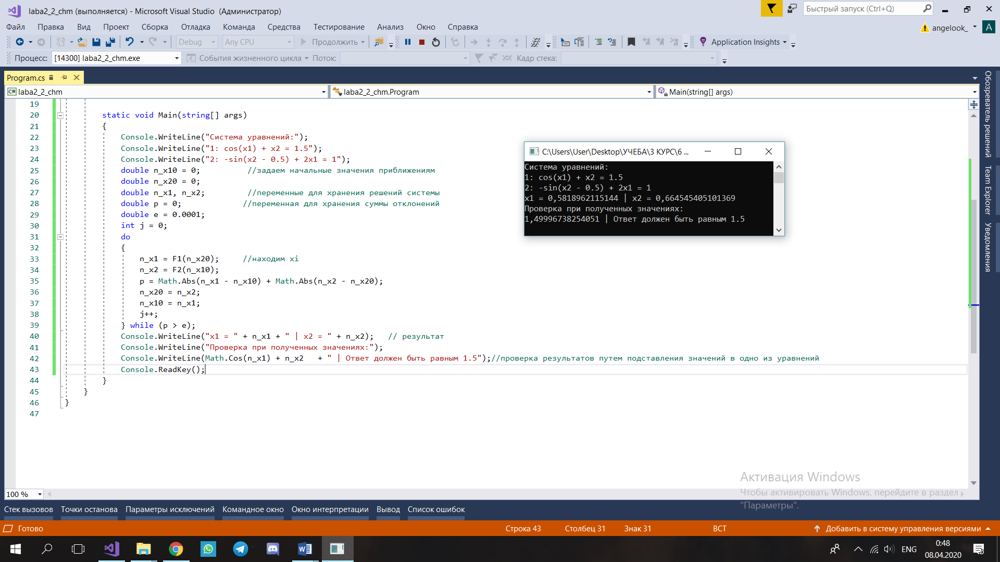 laba2_2_chm (выполняется) - Microsoft Visual Studio (Администратор)
Быстрый запуск (Ctrl+Q)
Файл Правка Вид Проект Сборка Отладка Команда Средства Тестирование Анализ Окно Справка
angelook_ A
Debug Any CPU Продолжить Application Insights
Процесс: [14300] laba2_2_chm.exe События жизненного цикла Поток: Кадр стека:
Program.cs
C# laba2_2_chm laba2_2_chm.Program Main(string[] args)
19
20 static void Main(string[] args)
21 {
22 Console.WriteLine("Система уравнений:");
23 Console.WriteLine("1: cos(x1) + x2 = 1.5");
24 Console.WriteLine("2: -sin(x2 - 0.5) + 2x1 = 1");
25 double n_x10 = 0; //задаем начальные значения приближениям
26 double n_x20 = 0;
27 double n_x1, n_x2; //переменные для хранения решений системы
28 double p = 0; //переменная для хранения суммы отклонений
29 double e = 0.0001;
30 int j = 0;
31 do
32 {
33 n_x1 = F1(n_x20); //находим xi
34 n_x2 = F2(n_x10);
35 p = Math.Abs(n_x1 - n_x10) + Math.Abs(n_x2 - n_x20);
36 n_x20 = n_x2;
37 n_x10 = n_x1;
38 j++;
39 } while (p > e);
40 Console.WriteLine("x1 = " + n_x1 + " | x2 = " + n_x2); // результат
41 Console.WriteLine("Проверка при полученных значениях:");
42 Console.WriteLine(Math.Cos(n_x1) + n_x2 + " | Ответ должен быть равным 1.5");//проверка результатов путем подставления значений в одно из уравнений
43 Console.ReadKey();
44 }
45 }
46 }
47
C:\Users\User\Desktop\УЧЕБА\3 КУРС\6 ...
Система уравнений:
1: cos(x1) + x2 = 1.5
2: -sin(x2 - 0.5) + 2x1 = 1
x1 = 0,5818962115144 | x2 = 0,664545405101369
Проверка при полученных значениях:
1,49996738254051 | Ответ должен быть равным 1.5
Обозреватель решений
Team Explorer
Уведомления
Активация Windows
Чтобы активировать Windows, перейдите в раздел
"Параметры".
100 %
Стек вызовов Точки останова Параметры исключений Командное окно Окно интерпретации Вывод Список ошибок
Готово Строка 43 Столбец 31 Знак 31 ВСТ Добавить в систему управления версиями
ENG 0:48
08.04.2020